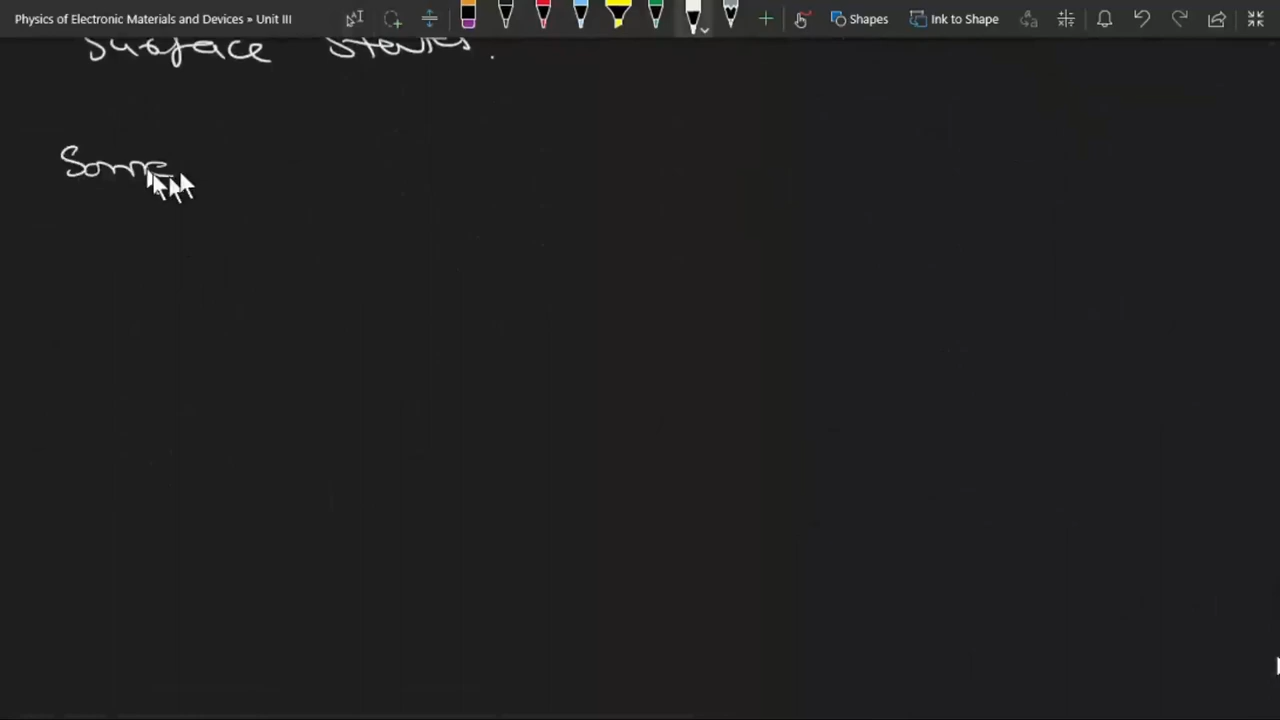 Physics of Electronic Materials and Devices » Unit III
Shapes
Ink to Shape
Surface States.
Some